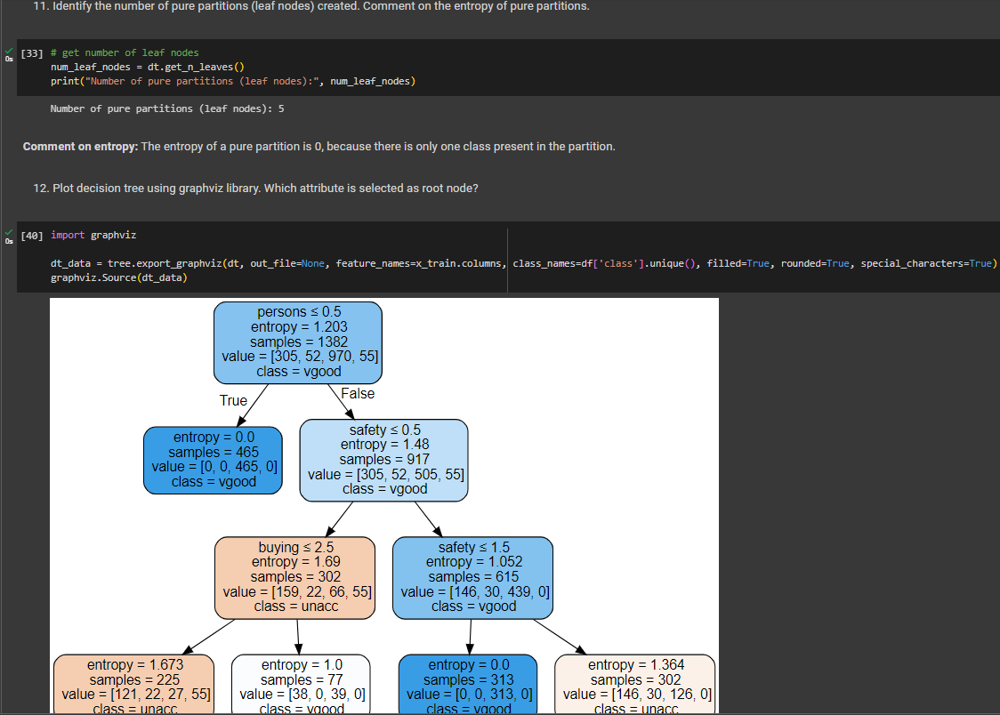 11. Identify the number of pure partitions (leaf nodes) created. Comment on the entropy of pure partitions.
[33] # get number of leaf nodes
0s
num_leaf_nodes = dt.get_n_leaves()
print("Number of pure partitions (leaf nodes):", num_leaf_nodes)
Number of pure partitions (leaf nodes): 5
Comment on entropy: The entropy of a pure partition is 0, because there is only one class present in the partition.
12. Plot decision tree using graphviz library. Which attribute is selected as root node?
[40] import graphviz
0s
dt_data = tree.export_graphviz(dt, out_file=None, feature_names=x_train.columns, class_names=df['class'].unique(), filled=True, rounded=True, special_characters=True)
graphviz.Source(dt_data)
persons ≤ 0.5
entropy = 1.203
samples = 1382
value = [305, 52, 970, 55]
class = vgood
True
False
entropy = 0.0
samples = 465
value = [0, 0, 465, 0]
class = vgood
safety ≤ 0.5
entropy = 1.48
samples = 917
value = [305, 52, 505, 55]
class = vgood
buying ≤ 2.5
entropy = 1.69
samples = 302
value = [159, 22, 66, 55]
class = unacc
safety ≤ 1.5
entropy = 1.052
samples = 615
value = [146, 30, 439, 0]
class = vgood
entropy = 1.673
samples = 225
value = [121, 22, 27, 55]
class = unacc
entropy = 1.0
samples = 77
value = [38, 0, 39, 0]
class = vgood
entropy = 0.0
samples = 313
value = [0, 0, 313, 0]
class = vgood
entropy = 1.364
samples = 302
value = [146, 30, 126, 0]
class = unacc